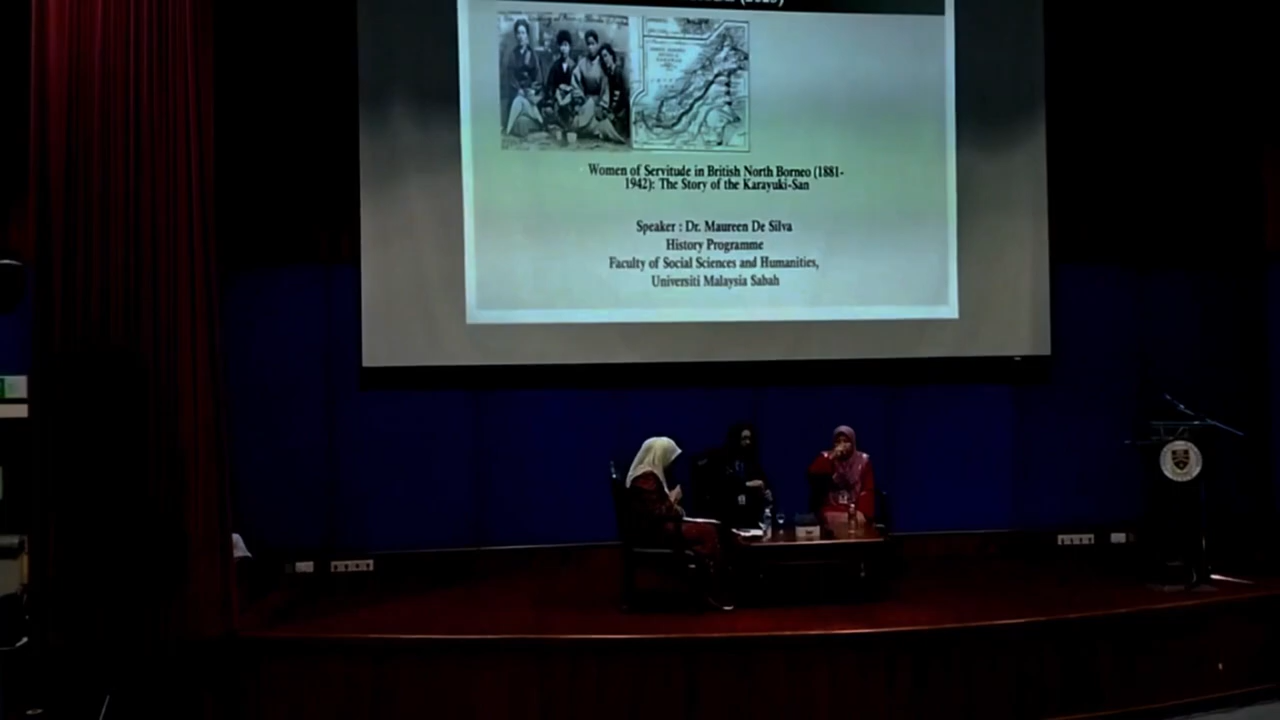 Women of Servitude in British North Borneo (1881-
1942): The Story of the Karayuki-San
Speaker : Dr. Maureen De Silva
History Programme
Faculty of Social Sciences and Humanities,
Universiti Malaysia Sabah